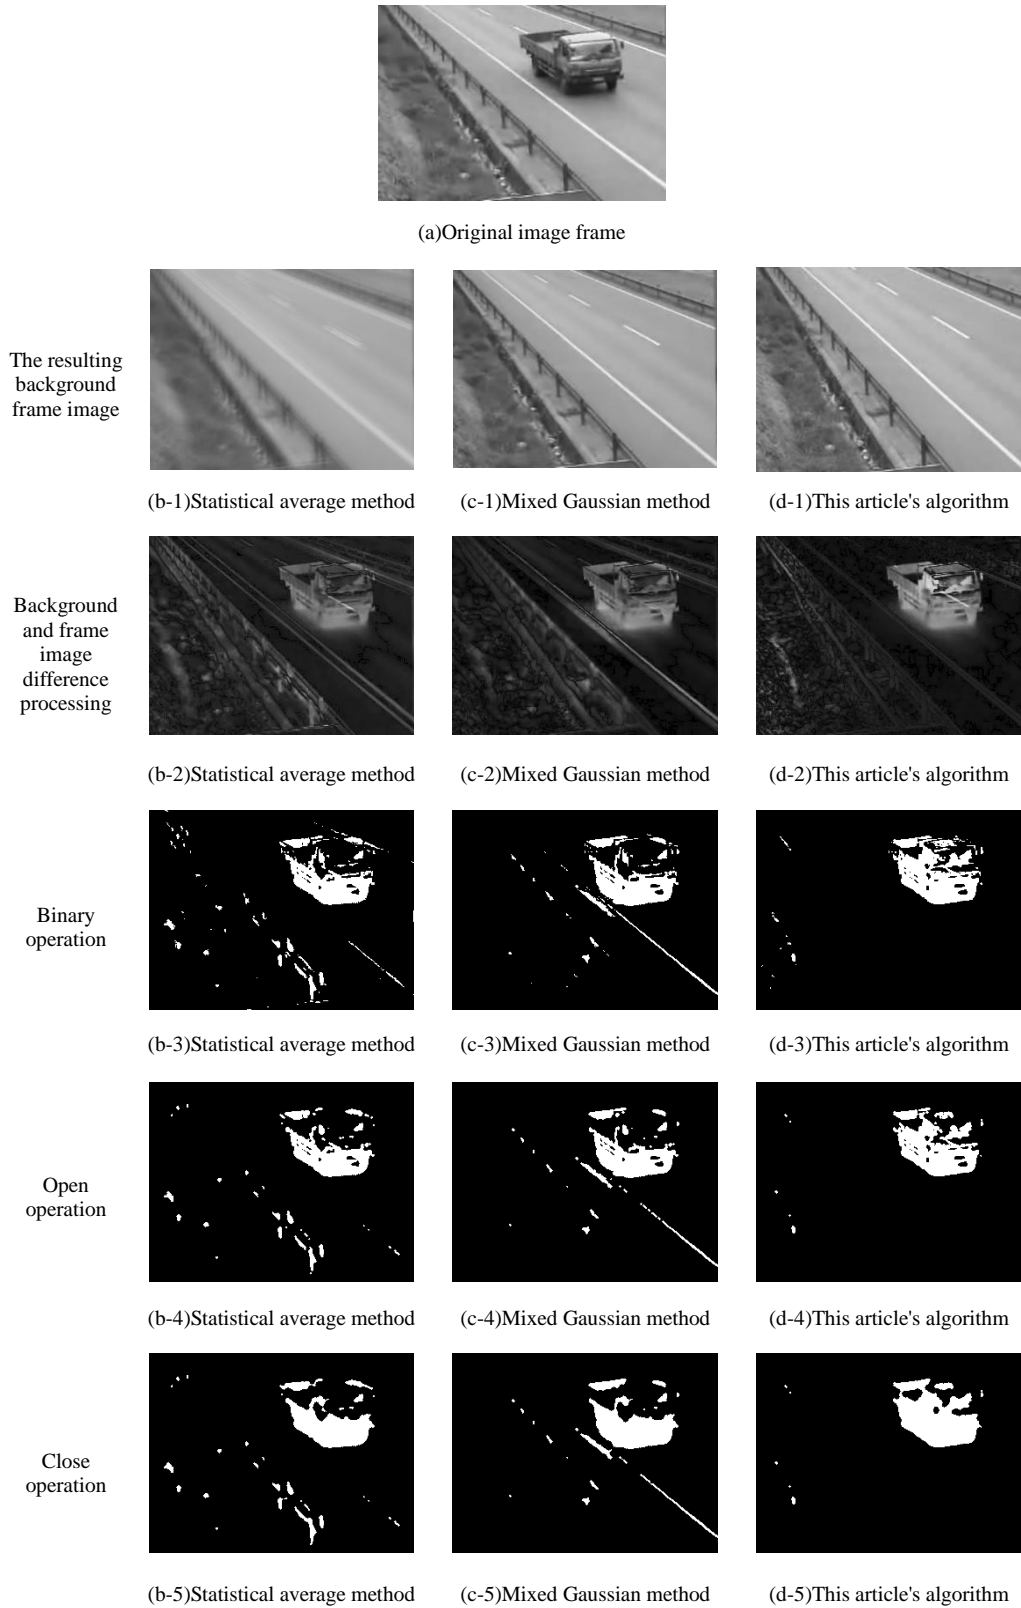 (a)Original image frame
The resulting
background
frame image
(b-1)Statistical average method
(c-1)Mixed Gaussian method
(d-1)This article's algorithm
Background
and frame
image
difference
processing
(b-2)Statistical average method
(c-2)Mixed Gaussian method
(d-2)This article's algorithm
Binary
operation
(b-3)Statistical average method
(c-3)Mixed Gaussian method
(d-3)This article's algorithm
Open
operation
(b-4)Statistical average method
(c-4)Mixed Gaussian method
(d-4)This article's algorithm
Close
operation
(b-5)Statistical average method
(c-5)Mixed Gaussian method
(d-5)This article's algorithm